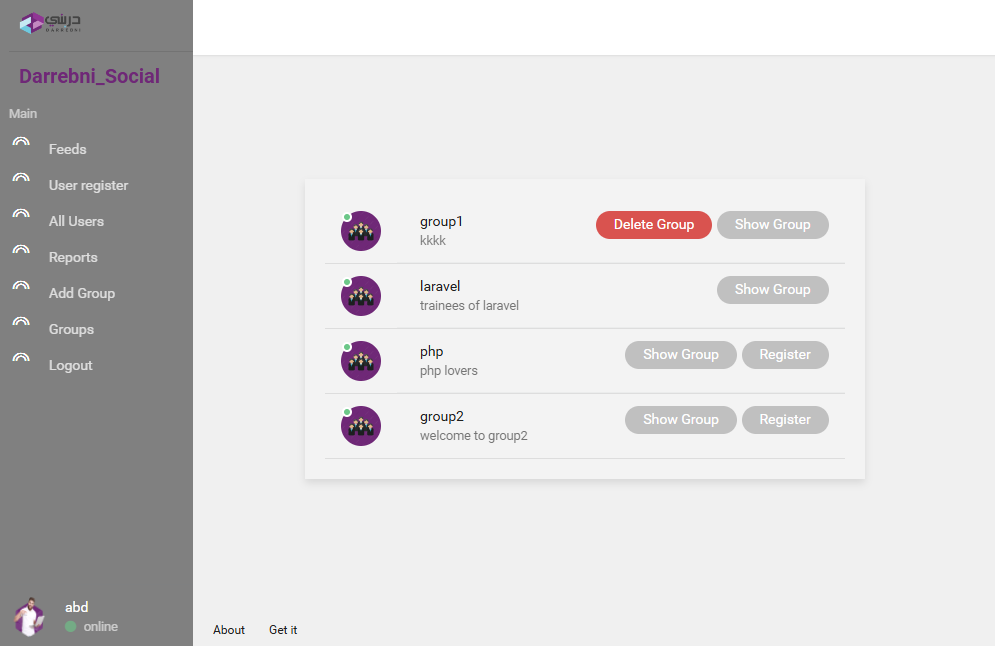 دربني
DARREBNI
Darrebni_Social
Main
Feeds
User register
All Users
Reports
Add Group
Groups
Logout
abd
online
group1
kkkk
Delete Group
Show Group
laravel
trainees of laravel
Show Group
php
php lovers
Show Group
Register
group2
welcome to group2
Show Group
Register
About
Get it